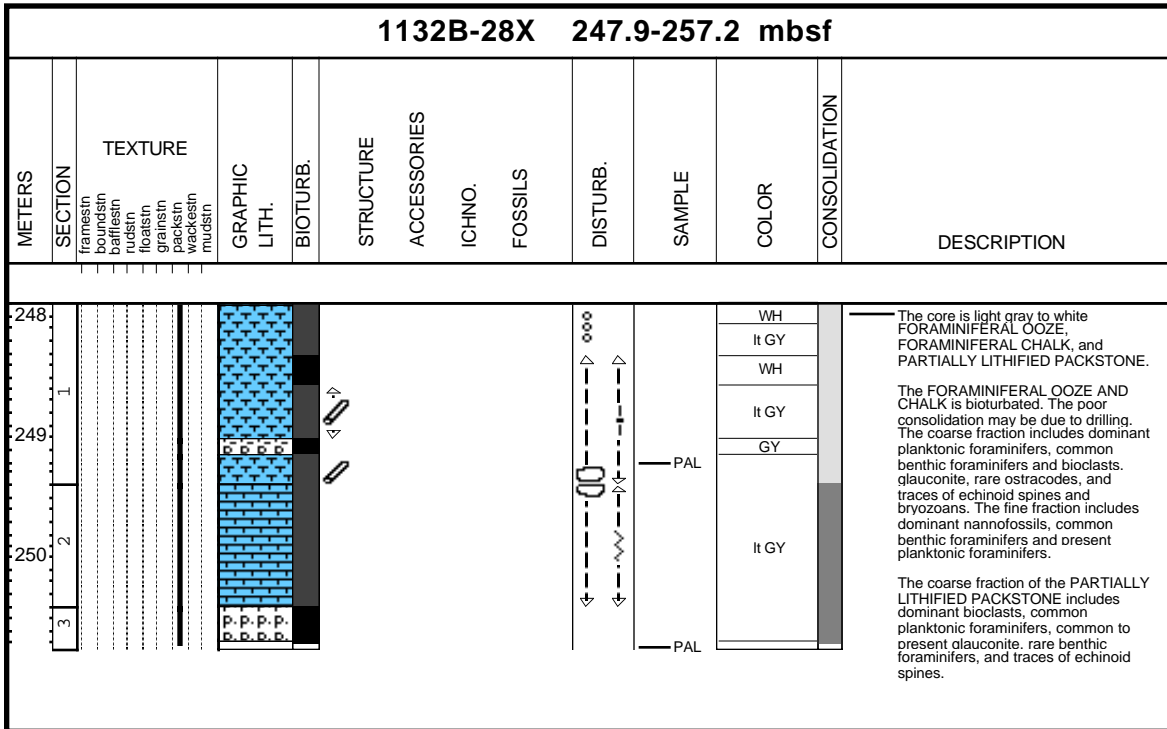 1132B-28X 247.9-257.2 mbsf
METERS
SECTION
TEXTURE
framestn
boundstn
bafflestn
rudstn
floatstn
grainstn
packstn
wackestn
mudstn
GRAPHIC
LITH.
BIOTURB.
STRUCTURE
ACCESSORIES
ICHNO.
FOSSILS
DISTURB.
SAMPLE
COLOR
CONSOLIDATION
DESCRIPTION
248
249
250
1
2
3
P P P P
P.P.P.P.
P.P.P.P.
PAL
PAL
WH
lt GY
WH
lt GY
GY
lt GY
The core is light gray to white
FORAMINIFERAL OOZE,
FORAMINIFERAL CHALK, and
PARTIALLY LITHIFIED PACKSTONE.
The FORAMINIFERAL OOZE AND
CHALK is bioturbated. The poor
consolidation may be due to drilling.
The coarse fraction includes dominant
planktonic foraminifers, common
benthic foraminifers and bioclasts.
glauconite, rare ostracodes, and
traces of echinoid spines and
bryozoans. The fine fraction includes
dominant nannofossils, common
benthic foraminifers and present
planktonic foraminifers.
The coarse fraction of the PARTIALLY
LITHIFIED PACKSTONE includes
dominant bioclasts, common
planktonic foraminifers, common to
present glauconite, rare benthic
foraminifers, and traces of echinoid
spines.